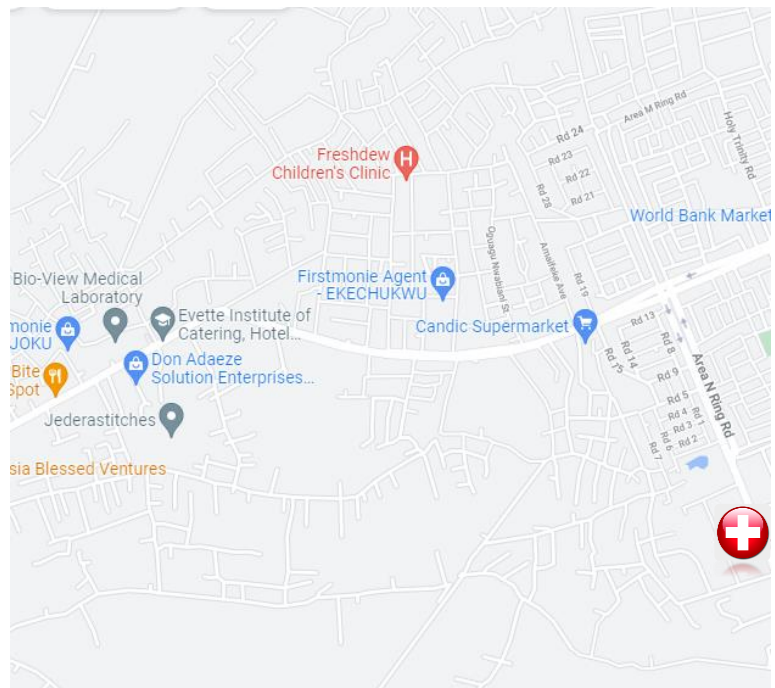 Area M Ring Rd
Holy Trinity Rd
Rd 24
Rd 23
Rd 22
Rd 21
Rd 28
Freshdew
Children's Clinic
H
World Bank Market
Oguagu Nwabiani St
Amaifeke Ave
Rd 19
Bio-View Medical
Laboratory
Firstmonie Agent
- EKECHUKWU
Evette Institute of
Catering, Hotel...
Candic Supermarket
monie
JOKU
Rd 13
Rd 8
Rd 14
Rd 15
Don Adaeze
Solution Enterprises...
Bite
Spot
Area N Ring Rd
Rd 9
Rd 5
Rd 4
Rd 3
Rd 2
Rd 1
Rd 6
Rd 7
Jederastitches
sia Blessed Ventures